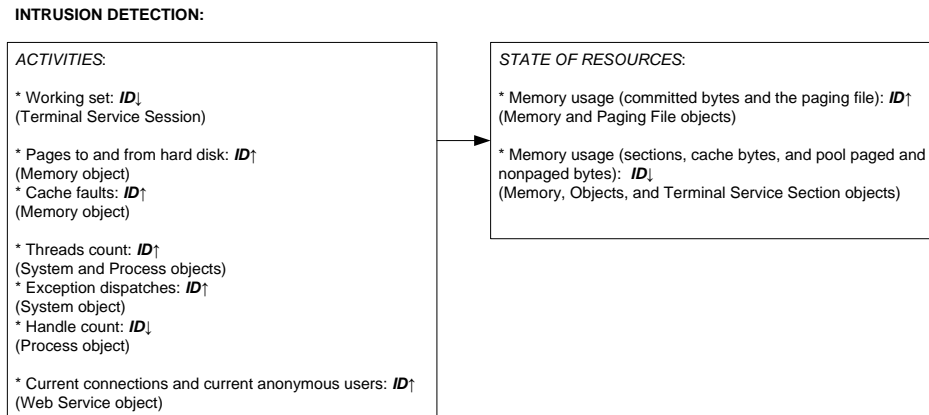 INTRUSION DETECTION:
ACTIVITIES:
* Working set: ID↓
(Terminal Service Session)
* Pages to and from hard disk: ID↑
(Memory object)
* Cache faults: ID↑
(Memory object)
* Threads count: ID↑
(System and Process objects)
* Exception dispatches: ID↑
(System object)
* Handle count: ID↓
(Process object)
* Current connections and current anonymous users: ID↑
(Web Service object)
STATE OF RESOURCES:
* Memory usage (committed bytes and the paging file): ID↑
(Memory and Paging File objects)
* Memory usage (sections, cache bytes, and pool paged and
nonpaged bytes): ID↓
(Memory, Objects, and Terminal Service Section objects)